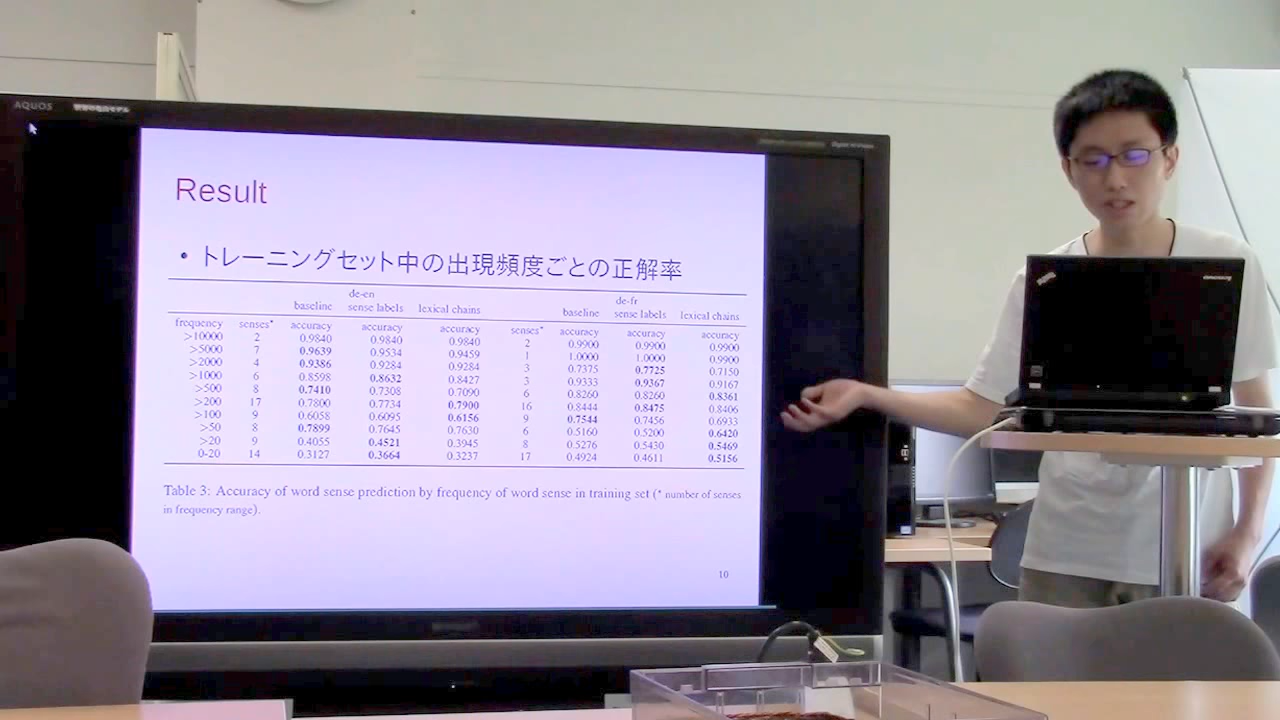 AQUOS
Result
• トレーニングセット中の出現頻度ごとの正解率
de-en de-fr
baseline sense labels lexical chains baseline sense labels lexical chains
frequency senses* accuracy accuracy accuracy senses* accuracy accuracy accuracy
>10000 2 0.9840 0.9840 0.9840 2 0.9900 0.9900 0.9900
>5000 7 0.9639 0.9534 0.9459 1 1.0000 1.0000 0.9900
>2000 4 0.9386 0.9284 0.9284 3 0.7375 0.7725 0.7150
>1000 6 0.8598 0.8632 0.8427 3 0.9333 0.9367 0.9167
>500 8 0.7410 0.7308 0.7090 6 0.8260 0.8260 0.8361
>200 17 0.7800 0.7734 0.7900 16 0.8444 0.8475 0.8406
>100 9 0.6058 0.6095 0.6156 9 0.7544 0.7456 0.6933
>50 8 0.7899 0.7645 0.7630 6 0.5160 0.5200 0.6420
>20 9 0.4055 0.4521 0.3945 8 0.5276 0.5430 0.5469
0-20 14 0.3127 0.3664 0.3237 17 0.4924 0.4611 0.5156
Table 3: Accuracy of word sense prediction by frequency of word sense in training set (* number of senses
in frequency range).
10